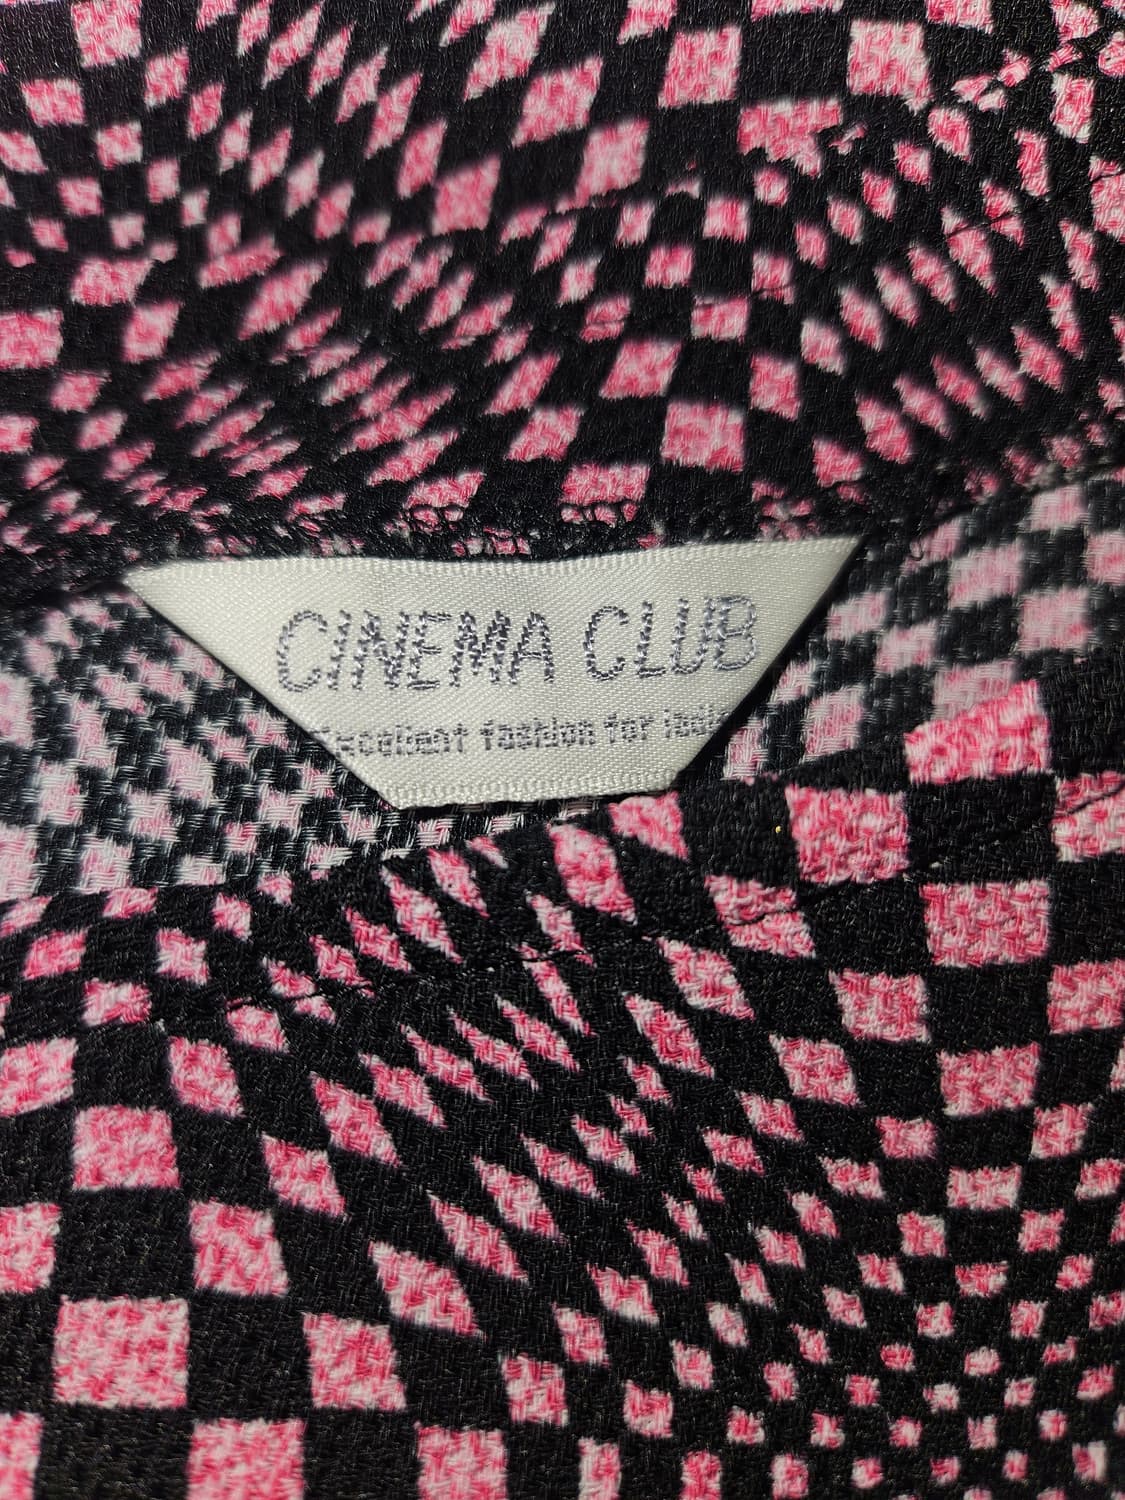 CINEMA CLUB
Excellent fashion for